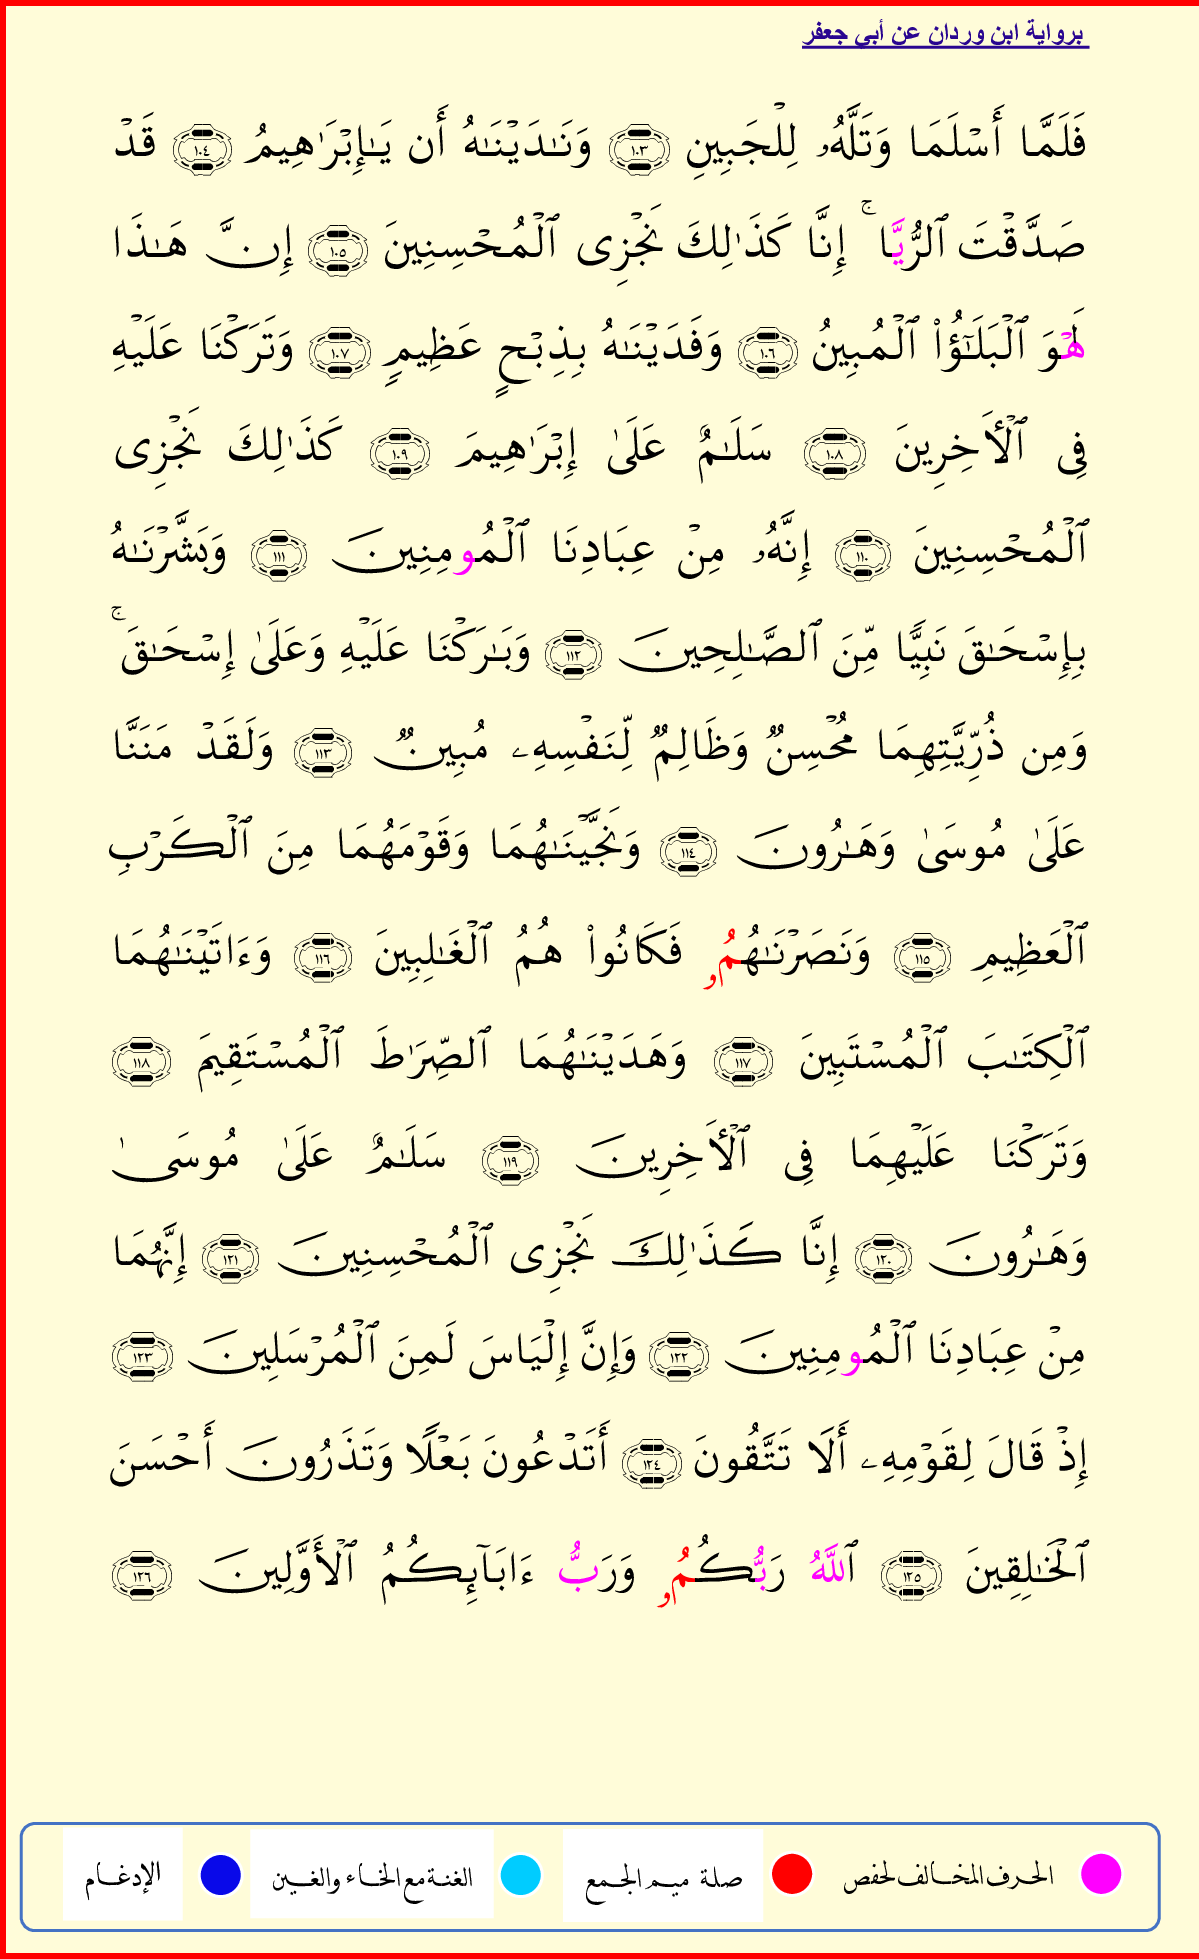 برواية ابن وردان عن أبي جعفر
فَلَمَّا أَسۡلَمَا وَتَلَّهُۥ لِلۡجَبِينِ ١٠٣ وَنَٰدَيۡنَٰهُ أَن يَٰٓإِبۡرَٰهِيمُ ١٠٤ قَدۡ
صَدَّقۡتَ ٱلرُّيَّاۚ إِنَّا كَذَٰلِكَ نَجۡزِي ٱلۡمُحۡسِنِينَ ١٠٥ إِنَّ هَٰذَا
لَهۡوَ ٱلۡبَلَٰٓؤُاْ ٱلۡمُبِينُ ١٠٦ وَفَدَيۡنَٰهُ بِذِبۡحٍ عَظِيمٖ ١٠٧ وَتَرَكۡنَا عَلَيۡهِ
فِي ٱلۡأَخِرِينَ ١٠٨ سَلَٰمٌ عَلَىٰٓ إِبۡرَٰهِيمَ ١٠٩ كَذَٰلِكَ نَجۡزِي
ٱلۡمُحۡسِنِينَ ١١٠ إِنَّهُۥ مِنۡ عِبَادِنَا ٱلۡمُومِنِينَ ١١١ وَبَشَّرۡنَٰهُ
بِإِسۡحَٰقَ نَبِيّٗا مِّنَ ٱلصَّٰلِحِينَ ١١٢ وَبَٰرَكۡنَا عَلَيۡهِ وَعَلَىٰٓ إِسۡحَٰقَۚ
وَمِن ذُرِّيَّتِهِمَا مُحۡسِنٞ وَظَالِمٞ لِّنَفۡسِهِۦ مُبِينٞ ١١٣ وَلَقَدۡ مَنَنَّا
عَلَىٰ مُوسَىٰ وَهَٰرُونَ ١١٤ وَنَجَّيۡنَٰهُمَا وَقَوۡمَهُمَا مِنَ ٱلۡكَرۡبِ
ٱلۡعَظِيمِ ١١٥ وَنَصَرۡنَٰهُمُۥ فَكَانُواْ هُمُ ٱلۡغَٰلِبِينَ ١١٦ وَءَاتَيۡنَٰهُمَا
ٱلۡكِتَٰبَ ٱلۡمُسۡتَبِينَ ١١٧ وَهَدَيۡنَٰهُمَا ٱلصِّرَٰطَ ٱلۡمُسۡتَقِيمَ ١١٨
وَتَرَكۡنَا عَلَيۡهِمَا فِي ٱلۡأَخِرِينَ ١١٩ سَلَٰمٌ عَلَىٰ مُوسَىٰ
وَهَٰرُونَ ١٢٠ إِنَّا كَذَٰلِكَ نَجۡزِي ٱلۡمُحۡسِنِينَ ١٢١ إِنَّهُمَا
مِنۡ عِبَادِنَا ٱلۡمُومِنِينَ ١٢٢ وَإِنَّ إِلۡيَاسَ لَمِنَ ٱلۡمُرۡسَلِينَ ١٢٣
إِذۡ قَالَ لِقَوۡمِهِۦٓ أَلَا تَتَّقُونَ ١٢٤ أَتَدۡعُونَ بَعۡلٗا وَتَذَرُونَ أَحۡسَنَ
ٱلۡخَٰلِقِينَ ١٢٥ ٱللَّهُ رَبُّكُمُۥ وَرَبُّ ءَابَآئِكُمُ ٱلۡأَوَّلِينَ ١٢٦
الحرف المخالف لحفص صلة ميم الجمع الغنة مع الخاء والغين الإدغام